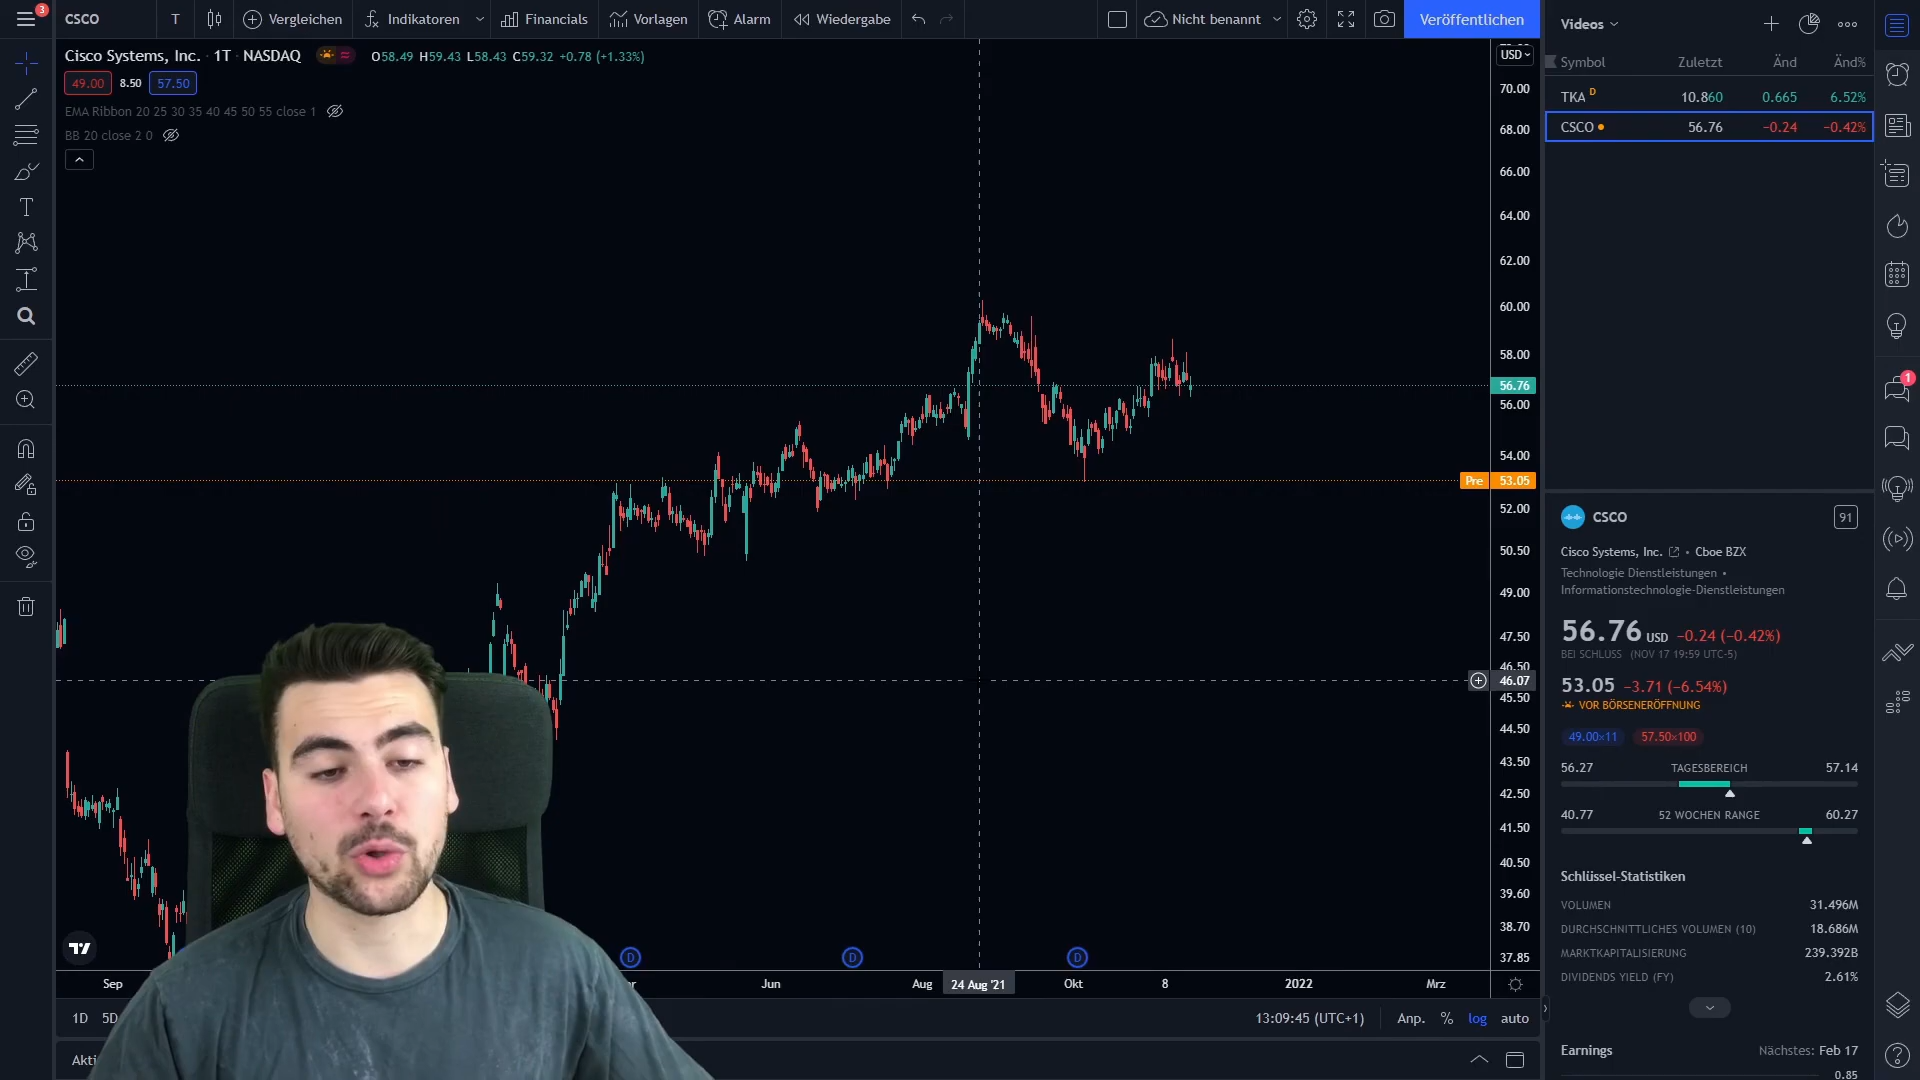 3
CSCO
T
Vergleichen
Indikatoren
Financials
Vorlagen
Alarm
Wiedergabe
Nicht benannt
Veröffentlichen
Cisco Systems, Inc. · 1T · NASDAQ
O58.49 H59.43 L58.43 C59.32 +0.78 (+1.33%)
49.00 8.50 57.50
EMA Ribbon 20 25 30 35 40 45 50 55 close 1
BB 20 close 2 0
USD
70.00
68.00
66.00
64.00
62.00
60.00
58.00
56.76
56.00
54.00
Pre 53.05
52.00
50.50
49.00
47.50
46.50
46.07
45.50
44.50
43.50
42.50
41.50
40.50
39.60
38.70
37.85
D D D
Sep
Jun
Aug
24 Aug '21
Okt
8
2022
Mrz
1D 5D
13:09:45 (UTC+1)
Anp. % log auto
Videos
Symbol Zuletzt Änd Änd%
TKA D 10.860 0.665 6.52%
CSCO 56.76 −0.24 −0.42%
1
CSCO
91
Cisco Systems, Inc. • Cboe BZX
Technologie Dienstleistungen •
Informationstechnologie-Dienstleistungen
56.76 USD −0.24 (−0.42%)
BEI SCHLUSS (NOV 17 19:59 UTC-5)
53.05 −3.71 (−6.54%)
VOR BÖRSENERÖFFNUNG
49.00×11 57.50×100
56.27 TAGESBEREICH 57.14
40.77 52 WOCHEN RANGE 60.27
Schlüssel-Statistiken
VOLUMEN 31.496M
DURCHSCHNITTLICHES VOLUMEN (10) 18.686M
MARKTKAPITALISIERUNG 239.392B
DIVIDENDS YIELD (FY) 2.61%
Earnings Nächstes: Feb 17
0.85